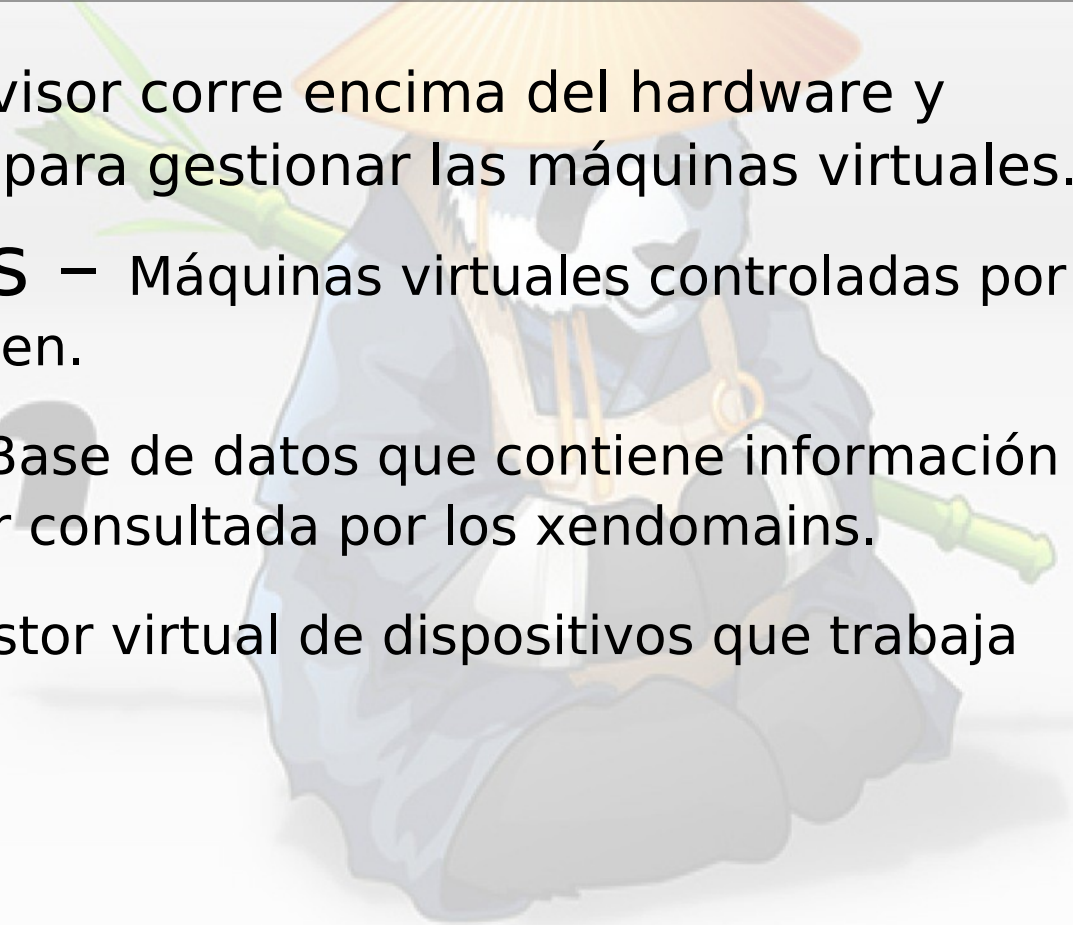 visor corre encima del hardware y
para gestionar las máquinas virtuales.
s – Máquinas virtuales controladas por
en.
Base de datos que contiene información
r consultada por los xendomains.
stor virtual de dispositivos que trabaja
n